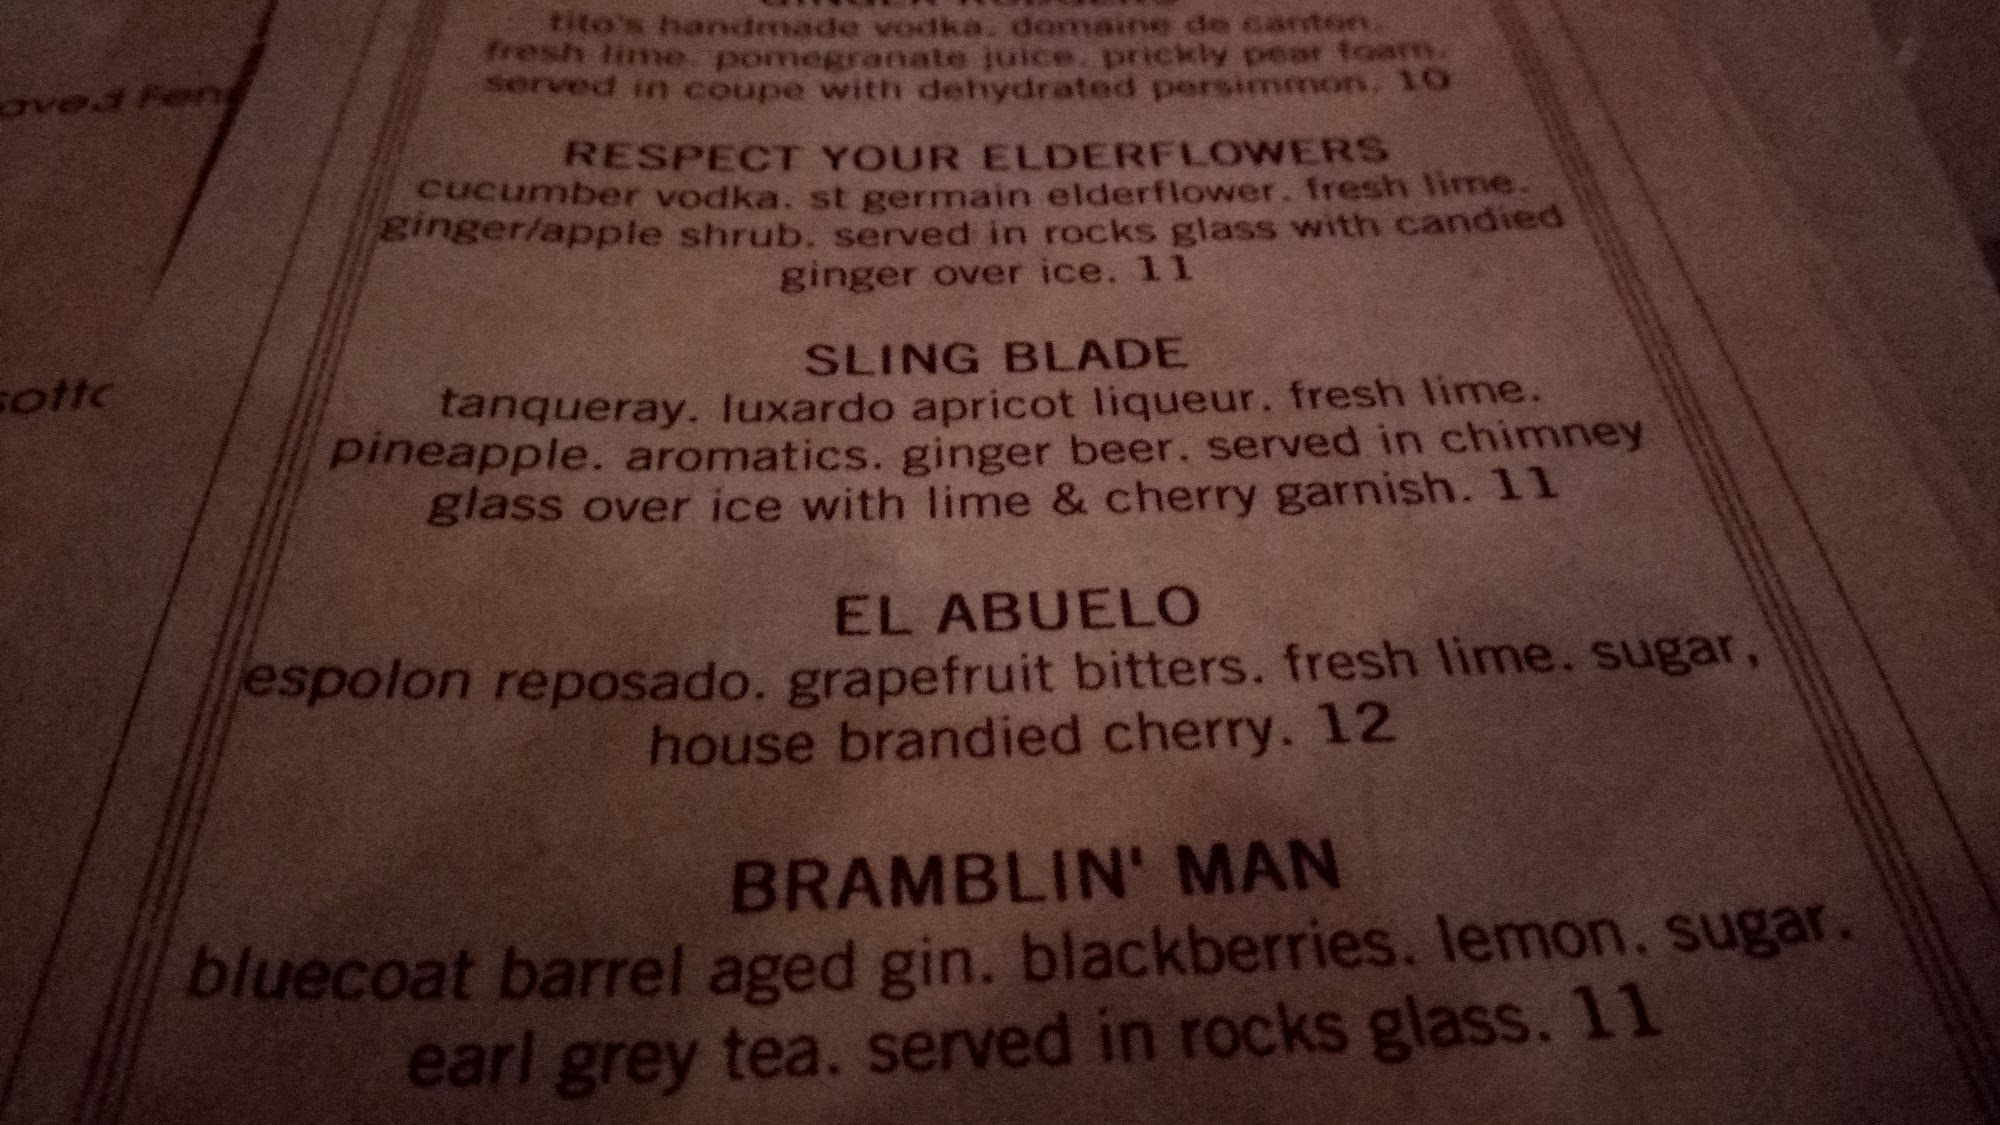 tito's handmade vodka. domaine de canton.
fresh lime. pomegranate juice. prickly pear foam.
served in coupe with dehydrated persimmon. 10
RESPECT YOUR ELDERFLOWERS
cucumber vodka. st germain elderflower. fresh lime.
ginger/apple shrub. served in rocks glass with candied
ginger over ice. 11
SLING BLADE
tanqueray. luxardo apricot liqueur. fresh lime.
pineapple. aromatics. ginger beer. served in chimney
glass over ice with lime & cherry garnish. 11
EL ABUELO
espolon reposado. grapefruit bitters. fresh lime. sugar,
house brandied cherry. 12
BRAMBLIN' MAN
bluecoat barrel aged gin. blackberries. lemon. sugar.
earl grey tea. served in rocks glass. 11